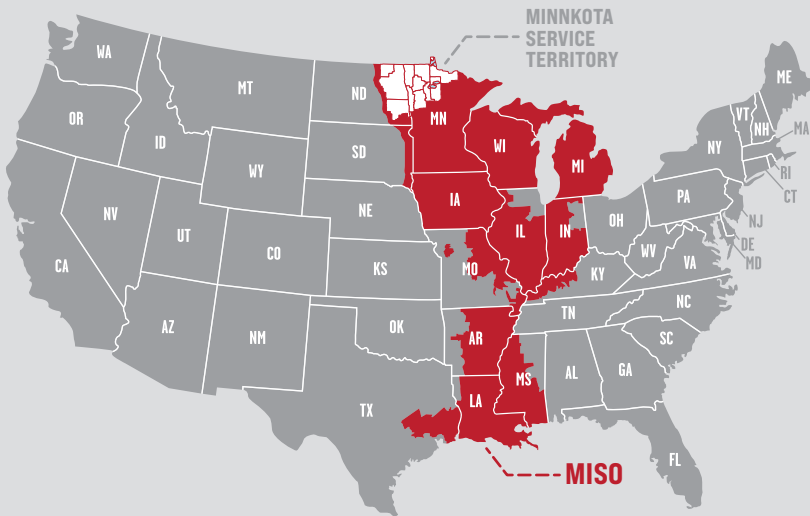 MINNKOTA
SERVICE
TERRITORY
WA
MT
ND
MN
ME
VT
NH
MA
OR
ID
SD
WI
MI
NY
RI
CT
WY
IA
PA
NJ
NV
UT
NE
IL
IN
OH
DE
MD
CA
CO
KS
MO
KY
WV
VA
AZ
NM
OK
AR
TN
NC
SC
TX
LA
MS
AL
GA
FL
MISO